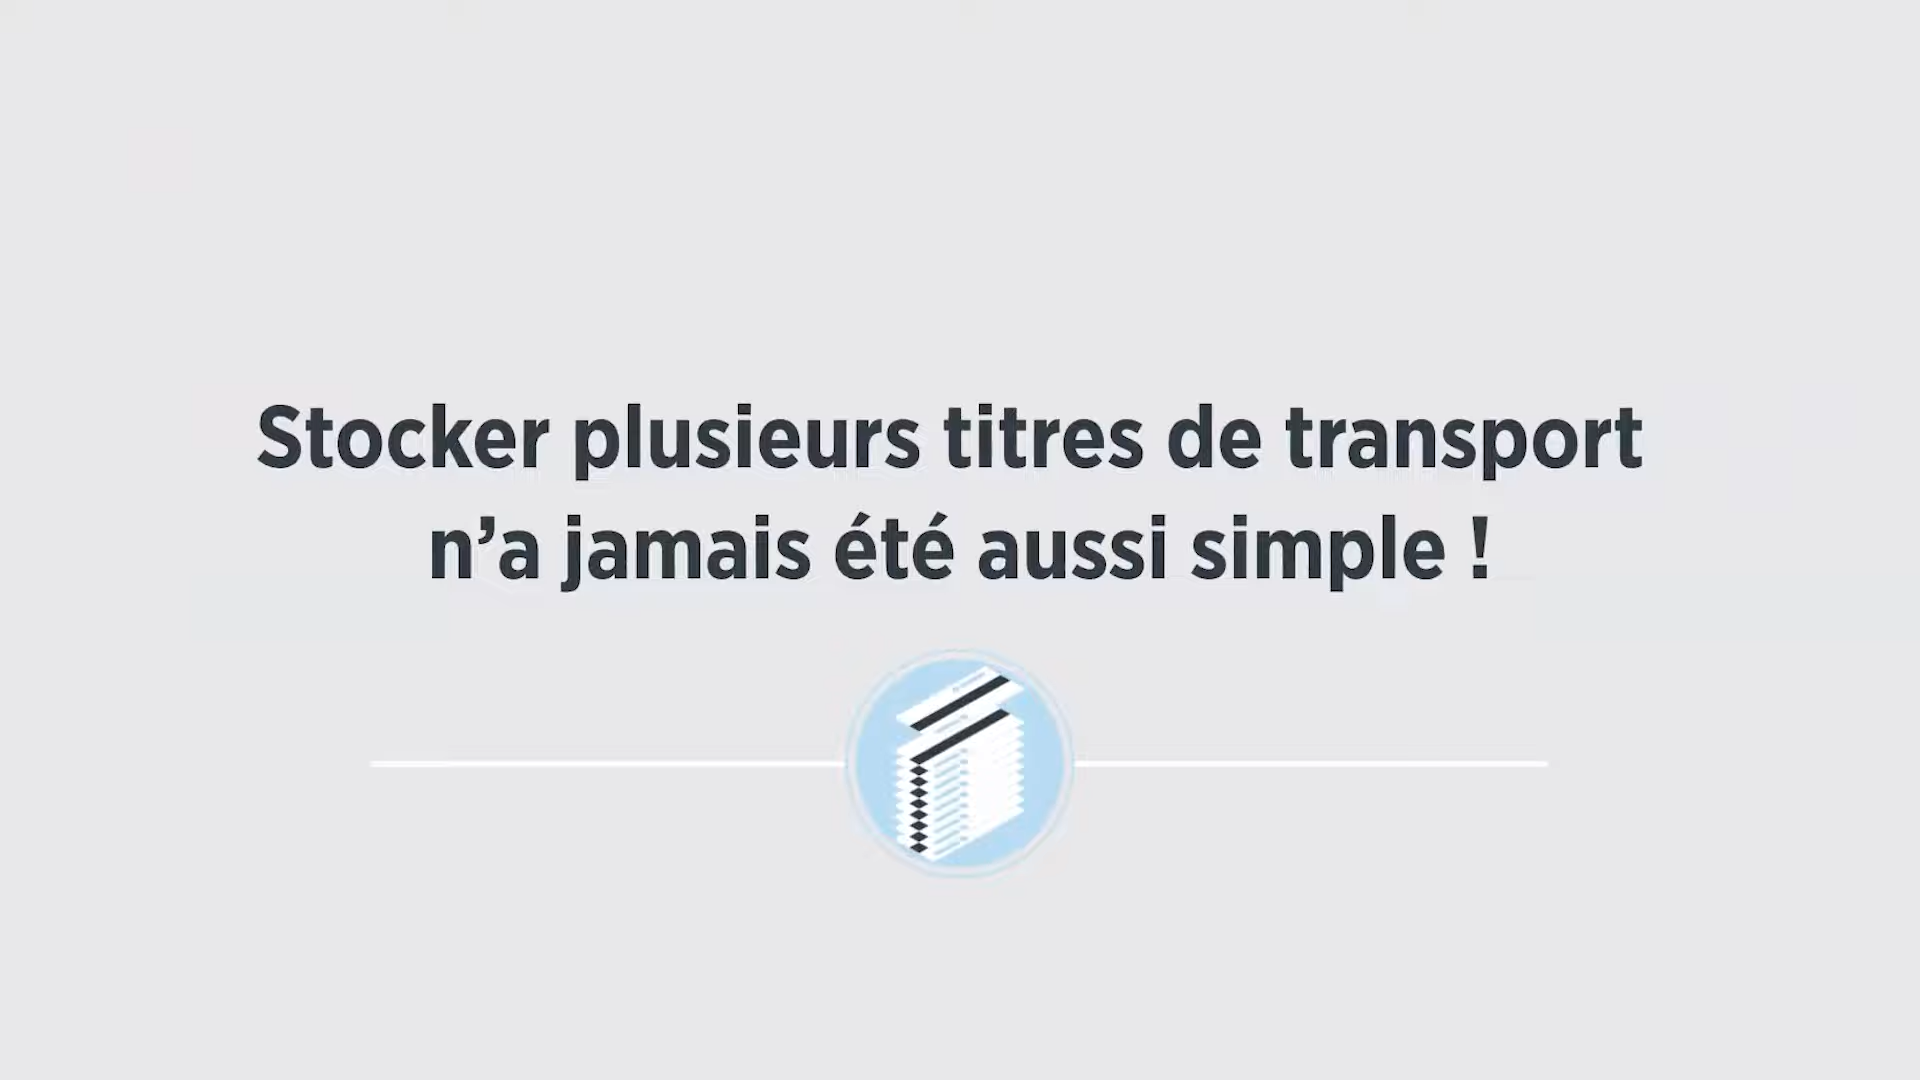 Stocker plusieurs titres de transport
n’a jamais été aussi simple !